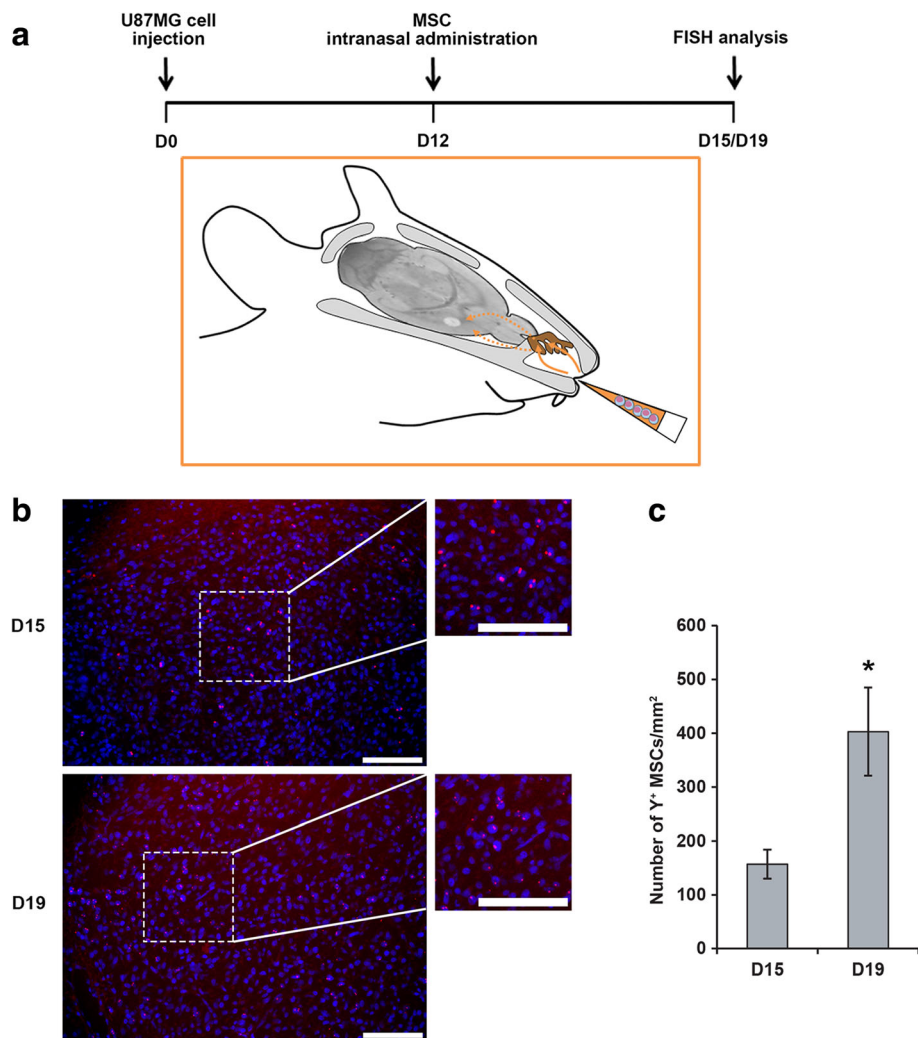 a
U87MG cell
injection
MSC
intranasal administration
FISH analysis
D0
D12
D15/D19
b
D15
D19
c
Number of Y⁺ MSCs/mm²
600
500
400
300
200
100
0
*
D15
D19